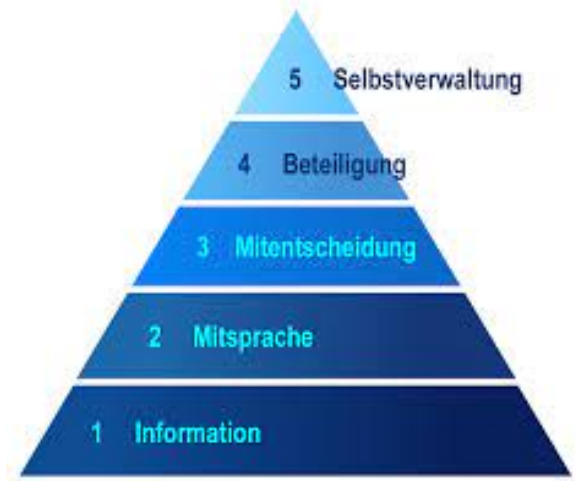 5 Selbstverwaltung
4 Beteiligung
3 Mitentscheidung
2 Mitsprache
1 Information